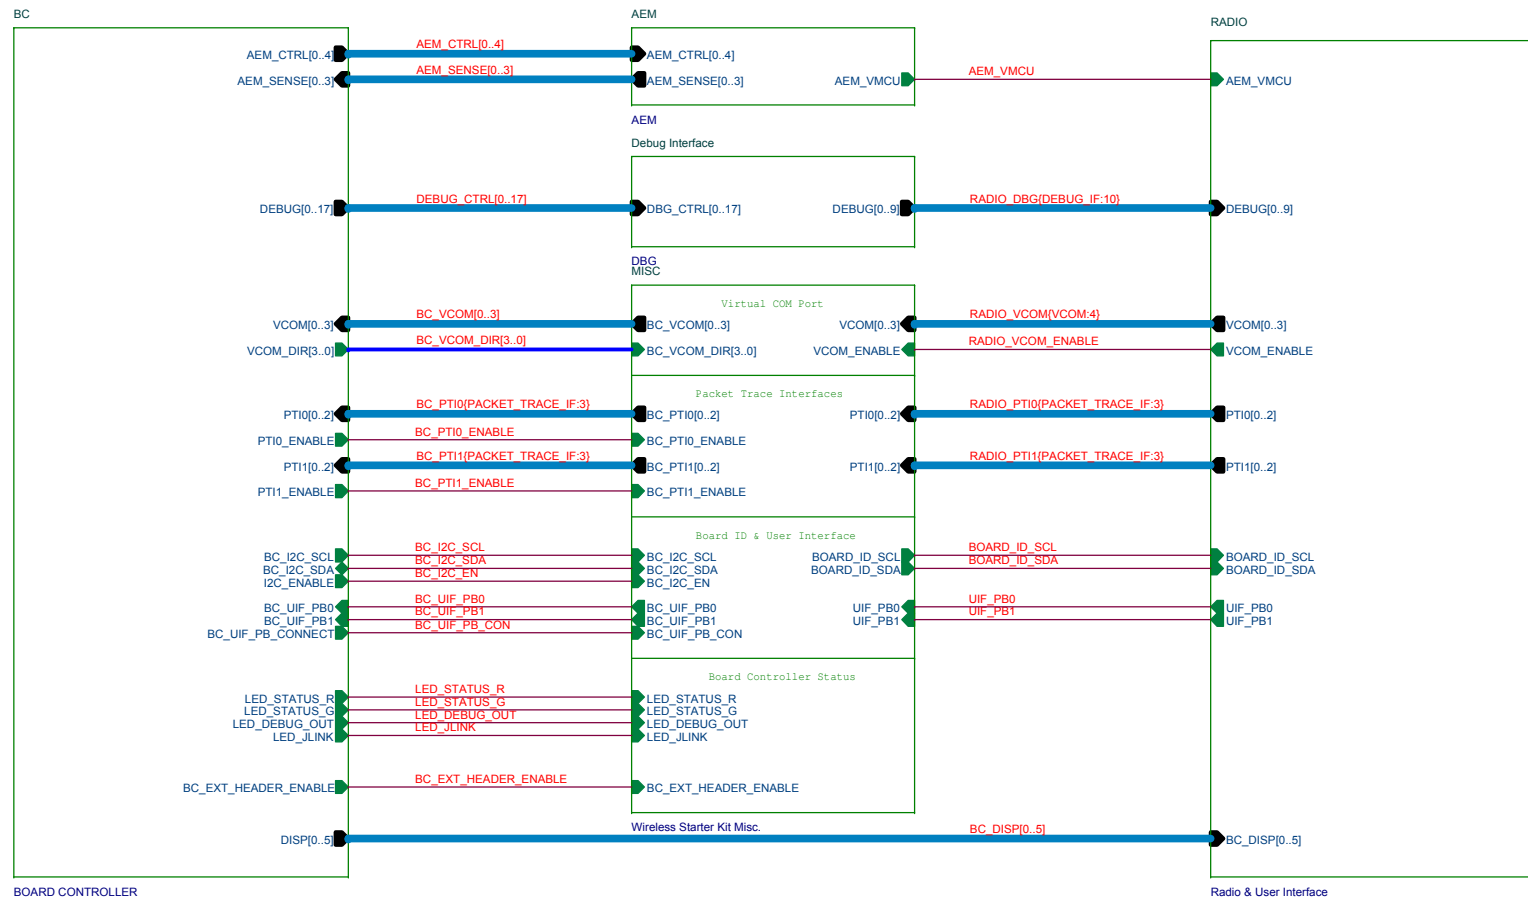 BC
AEM
RADIO
AEM_CTRL[0..4]
AEM_CTRL[0..4]
AEM_CTRL[0..4]
AEM_SENSE[0..3]
AEM_SENSE[0..3]
AEM_SENSE[0..3]
AEM_VMCU
AEM_VMCU
AEM_VMCU
AEM
Debug Interface
DEBUG[0..17]
DEBUG_CTRL[0..17]
DBG_CTRL[0..17]
DEBUG[0..9]
RADIO_DBG{DEBUG_IF:10}
DEBUG[0..9]
DBG
MISC
Virtual COM Port
VCOM[0..3]
BC_VCOM[0..3]
BC_VCOM[0..3]
VCOM[0..3]
RADIO_VCOM{VCOM:4}
VCOM[0..3]
VCOM_DIR[3..0]
BC_VCOM_DIR[3..0]
BC_VCOM_DIR[3..0]
VCOM_ENABLE
RADIO_VCOM_ENABLE
VCOM_ENABLE
Packet Trace Interfaces
PTI0[0..2]
BC_PTI0{PACKET_TRACE_IF:3}
BC_PTI0[0..2]
PTI0[0..2]
RADIO_PTI0{PACKET_TRACE_IF:3}
PTI0[0..2]
PTI0_ENABLE
BC_PTI0_ENABLE
BC_PTI0_ENABLE
PTI1[0..2]
BC_PTI1{PACKET_TRACE_IF:3}
BC_PTI1[0..2]
PTI1[0..2]
RADIO_PTI1{PACKET_TRACE_IF:3}
PTI1[0..2]
PTI1_ENABLE
BC_PTI1_ENABLE
BC_PTI1_ENABLE
Board ID & User Interface
BC_I2C_SCL
BC_I2C_SCL
BC_I2C_SCL
BOARD_ID_SCL
BOARD_ID_SCL
BOARD_ID_SCL
BC_I2C_SDA
BC_I2C_SDA
BC_I2C_SDA
BOARD_ID_SDA
BOARD_ID_SDA
BOARD_ID_SDA
I2C_ENABLE
BC_I2C_EN
BC_I2C_EN
BC_UIF_PB0
BC_UIF_PB0
BC_UIF_PB0
UIF_PB0
UIF_PB0
UIF_PB0
BC_UIF_PB1
BC_UIF_PB1
BC_UIF_PB1
UIF_PB1
UIF_PB1
UIF_PB1
BC_UIF_PB_CONNECT
BC_UIF_PB_CON
BC_UIF_PB_CON
Board Controller Status
LED_STATUS_R
LED_STATUS_R
LED_STATUS_R
LED_STATUS_G
LED_STATUS_G
LED_STATUS_G
LED_DEBUG_OUT
LED_DEBUG_OUT
LED_DEBUG_OUT
LED_JLINK
LED_JLINK
LED_JLINK
BC_EXT_HEADER_ENABLE
BC_EXT_HEADER_ENABLE
BC_EXT_HEADER_ENABLE
Wireless Starter Kit Misc.
DISP[0..5]
BC_DISP[0..5]
BC_DISP[0..5]
BOARD CONTROLLER
Radio & User Interface